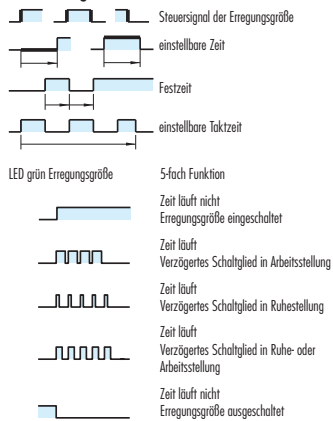 Steuersignal der Erregungsgröße
einstellbare Zeit
Festzeit
einstellbare Taktzeit
LED grün Erregungsgröße 5-fach Funktion
Zeit läuft nicht
Erregungsgröße eingeschaltet
Zeit läuft
Verzögertes Schaltglied in Arbeitsstellung
Zeit läuft
Verzögertes Schaltglied in Ruhestellung
Zeit läuft
Verzögertes Schaltglied in Ruhe- oder
Arbeitsstellung
Zeit läuft nicht
Erregungsgröße ausgeschaltet